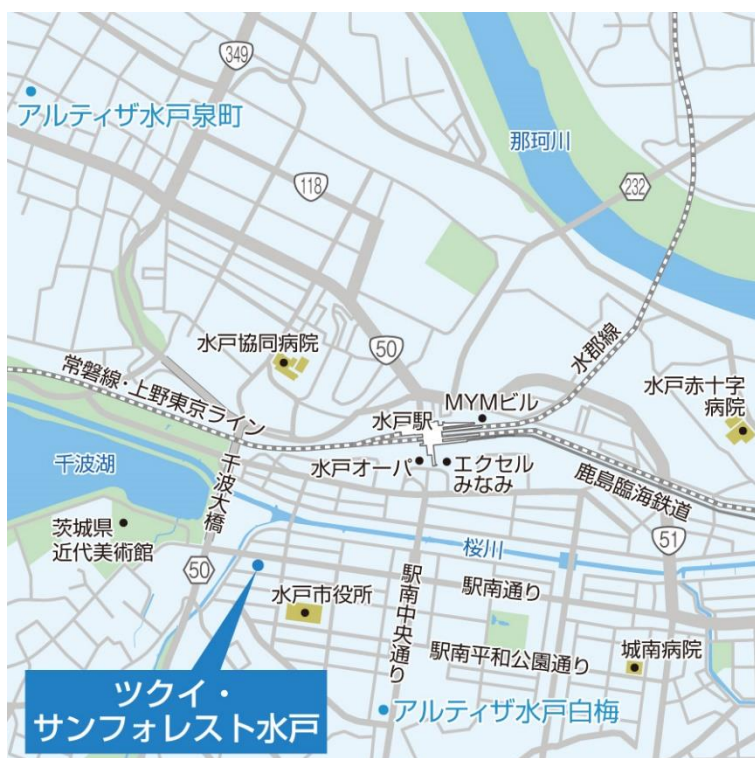 349
アルティザ水戸泉町
那珂川
118
232
水戸協同病院
50
水郡線
常磐線・上野東京ライン
MYMビル
水戸駅
水戸赤十字
病院
千波湖
千波大橋
水戸オーパ
エクセル
みなみ
鹿島臨海鉄道
茨城県
近代美術館
桜川
51
50
駅南中央通り
駅南通り
水戸市役所
駅南平和公園通り
城南病院
ツクイ・
サンフォレスト水戸
アルティザ水戸白梅